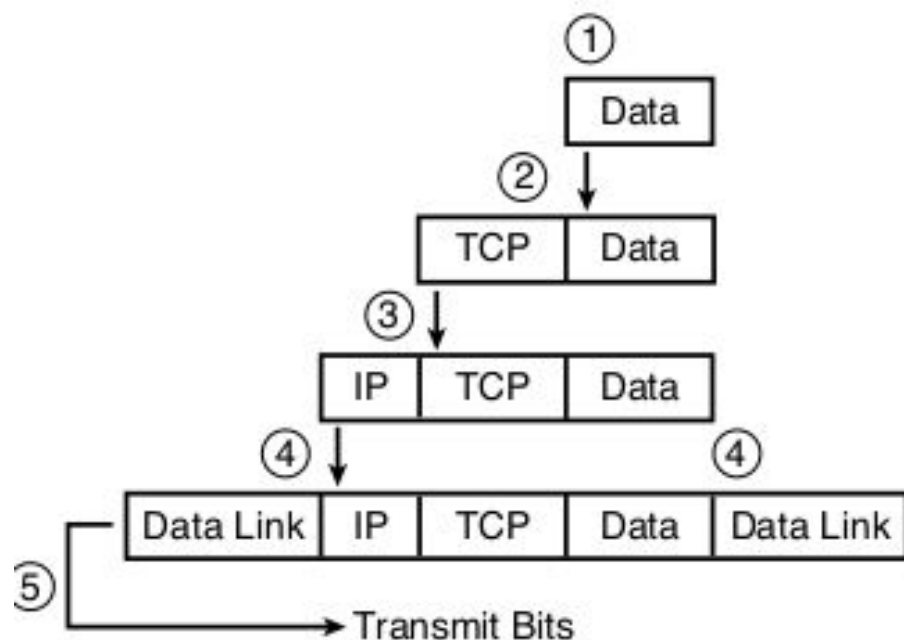 ①
Data
②
TCP Data
③
IP TCP Data
④ ④
Data Link IP TCP Data Data Link
⑤
Transmit Bits